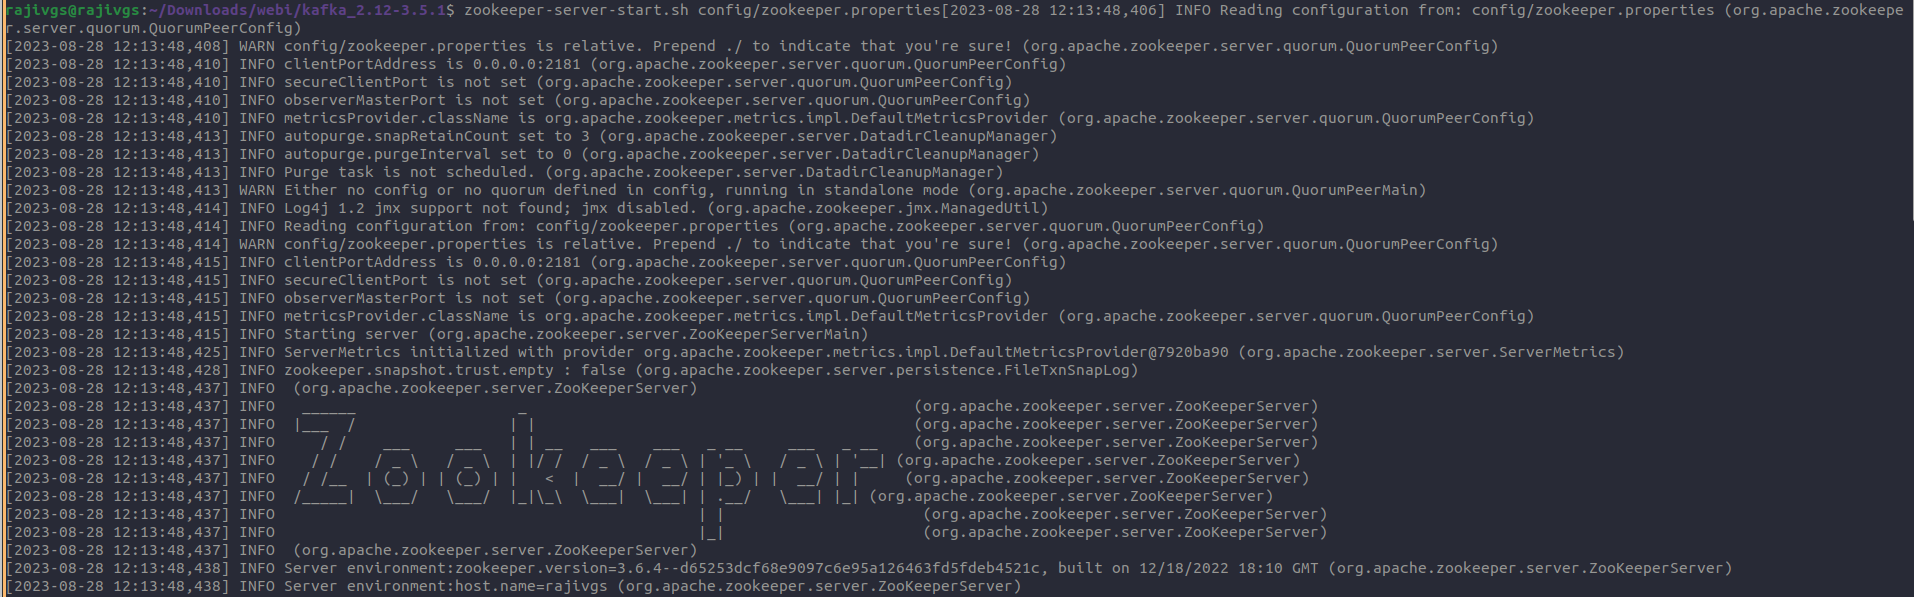 rajivgs@rajivgs:~/Downloads/webi/kafka_2.12-3.5.1$ zookeeper-server-start.sh config/zookeeper.properties[2023-08-28 12:13:48,406] INFO Reading configuration from: config/zookeeper.properties (org.apache.zookeepe
r.server.quorum.QuorumPeerConfig)
[2023-08-28 12:13:48,408] WARN config/zookeeper.properties is relative. Prepend ./ to indicate that you're sure! (org.apache.zookeeper.server.quorum.QuorumPeerConfig)
[2023-08-28 12:13:48,410] INFO clientPortAddress is 0.0.0.0:2181 (org.apache.zookeeper.server.quorum.QuorumPeerConfig)
[2023-08-28 12:13:48,410] INFO secureClientPort is not set (org.apache.zookeeper.server.quorum.QuorumPeerConfig)
[2023-08-28 12:13:48,410] INFO observerMasterPort is not set (org.apache.zookeeper.server.quorum.QuorumPeerConfig)
[2023-08-28 12:13:48,410] INFO metricsProvider.className is org.apache.zookeeper.metrics.impl.DefaultMetricsProvider (org.apache.zookeeper.server.quorum.QuorumPeerConfig)
[2023-08-28 12:13:48,413] INFO autopurge.snapRetainCount set to 3 (org.apache.zookeeper.server.DatadirCleanupManager)
[2023-08-28 12:13:48,413] INFO autopurge.purgeInterval set to 0 (org.apache.zookeeper.server.DatadirCleanupManager)
[2023-08-28 12:13:48,413] INFO Purge task is not scheduled. (org.apache.zookeeper.server.DatadirCleanupManager)
[2023-08-28 12:13:48,413] WARN Either no config or no quorum defined in config, running in standalone mode (org.apache.zookeeper.server.quorum.QuorumPeerMain)
[2023-08-28 12:13:48,414] INFO Log4j 1.2 jmx support not found; jmx disabled. (org.apache.zookeeper.jmx.ManagedUtil)
[2023-08-28 12:13:48,414] INFO Reading configuration from: config/zookeeper.properties (org.apache.zookeeper.server.quorum.QuorumPeerConfig)
[2023-08-28 12:13:48,414] WARN config/zookeeper.properties is relative. Prepend ./ to indicate that you're sure! (org.apache.zookeeper.server.quorum.QuorumPeerConfig)
[2023-08-28 12:13:48,415] INFO clientPortAddress is 0.0.0.0:2181 (org.apache.zookeeper.server.quorum.QuorumPeerConfig)
[2023-08-28 12:13:48,415] INFO secureClientPort is not set (org.apache.zookeeper.server.quorum.QuorumPeerConfig)
[2023-08-28 12:13:48,415] INFO observerMasterPort is not set (org.apache.zookeeper.server.quorum.QuorumPeerConfig)
[2023-08-28 12:13:48,415] INFO metricsProvider.className is org.apache.zookeeper.metrics.impl.DefaultMetricsProvider (org.apache.zookeeper.server.quorum.QuorumPeerConfig)
[2023-08-28 12:13:48,415] INFO Starting server (org.apache.zookeeper.server.ZooKeeperServerMain)
[2023-08-28 12:13:48,425] INFO ServerMetrics initialized with provider org.apache.zookeeper.metrics.impl.DefaultMetricsProvider@7920ba90 (org.apache.zookeeper.server.ServerMetrics)
[2023-08-28 12:13:48,428] INFO zookeeper.snapshot.trust.empty : false (org.apache.zookeeper.server.persistence.FileTxnSnapLog)
[2023-08-28 12:13:48,437] INFO  (org.apache.zookeeper.server.ZooKeeperServer)
[2023-08-28 12:13:48,437] INFO   ______                  _                                           (org.apache.zookeeper.server.ZooKeeperServer)
[2023-08-28 12:13:48,437] INFO  |___  /                 | |                                          (org.apache.zookeeper.server.ZooKeeperServer)
[2023-08-28 12:13:48,437] INFO     / /    ___     ___   | | __   ___    ___   _ __     ___   _ __    (org.apache.zookeeper.server.ZooKeeperServer)
[2023-08-28 12:13:48,437] INFO    / /    / _ \   / _ \  | |/ /  / _ \  / _ \ | '_ \   / _ \ | '__| (org.apache.zookeeper.server.ZooKeeperServer)
[2023-08-28 12:13:48,437] INFO   / /__  | (_) | | (_) | |   <  |  __/ |  __/ | |_) | |  __/ | |     (org.apache.zookeeper.server.ZooKeeperServer)
[2023-08-28 12:13:48,437] INFO  /_____|  \___/   \___/  |_|\_\  \___|  \___| | .__/   \___| |_| (org.apache.zookeeper.server.ZooKeeperServer)
[2023-08-28 12:13:48,437] INFO                                               | |                      (org.apache.zookeeper.server.ZooKeeperServer)
[2023-08-28 12:13:48,437] INFO                                               |_|                      (org.apache.zookeeper.server.ZooKeeperServer)
[2023-08-28 12:13:48,437] INFO  (org.apache.zookeeper.server.ZooKeeperServer)
[2023-08-28 12:13:48,438] INFO Server environment:zookeeper.version=3.6.4--d65253dcf68e9097c6e95a126463fd5fdeb4521c, built on 12/18/2022 18:10 GMT (org.apache.zookeeper.server.ZooKeeperServer)
[2023-08-28 12:13:48,438] INFO Server environment:host.name=rajivgs (org.apache.zookeeper.server.ZooKeeperServer)